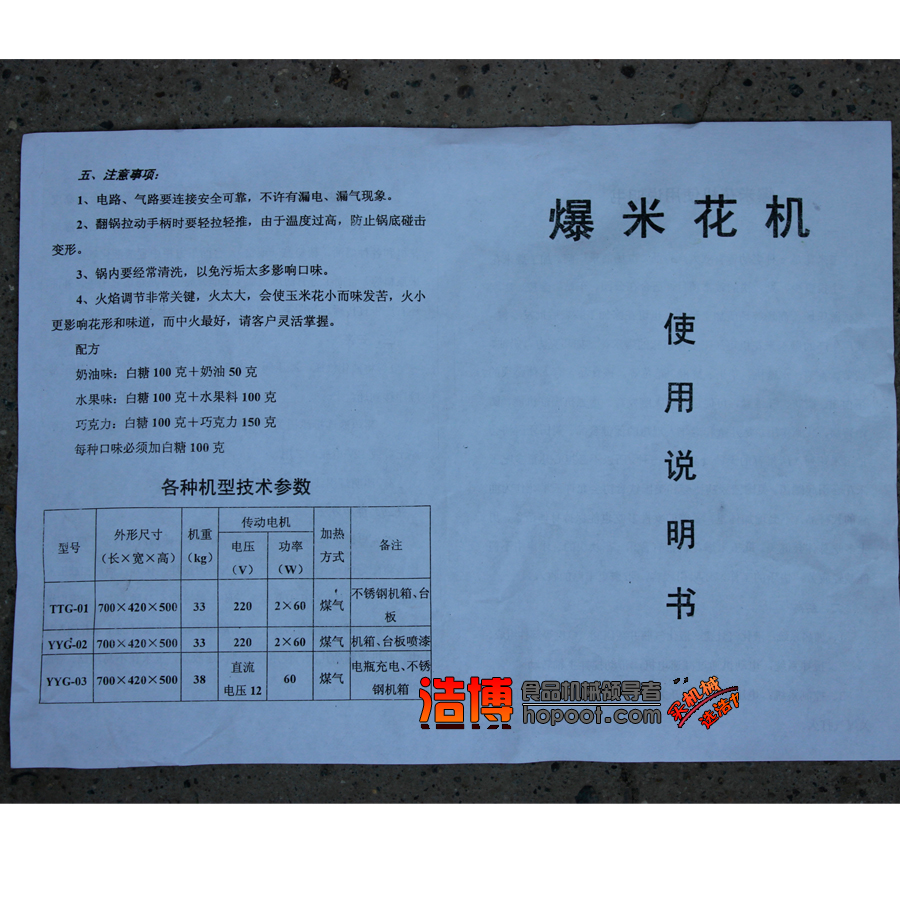 五、注意事项：
1、电路、气路要连接安全可靠，不许有漏电、漏气现象。
2、翻锅拉动手柄时要轻拉轻推，由于温度过高，防止锅底碰击
变形。
3、锅内要经常清洗，以免污垢太多影响口味。
4、火焰调节非常关键，火太大，会使玉米花小而味发苦，火小
更影响花形和味道，而中火最好，请客户灵活掌握。
配方
奶油味：白糖100克＋奶油50克
水果味：白糖100克＋水果料100克
巧克力：白糖100克＋巧克力150克
每种口味必须加白糖100克
各种机型技术参数
型号 外形尺寸（长×宽×高） 机重（kg） 传动电机 电压（V） 功率（W） 加热方式 备注
TTG-01 700×420×500 33 220 2×60 煤气 不锈钢机箱、台板
YYG-02 700×420×500 33 220 2×60 煤气 机箱、台板喷漆
YYG-03 700×420×500 38 直流电压12 60 煤气 电瓶充电、不锈钢机箱
爆米花机
使用说明书
浩博 食品机械领导者
hopoot.com
买机械
选浩